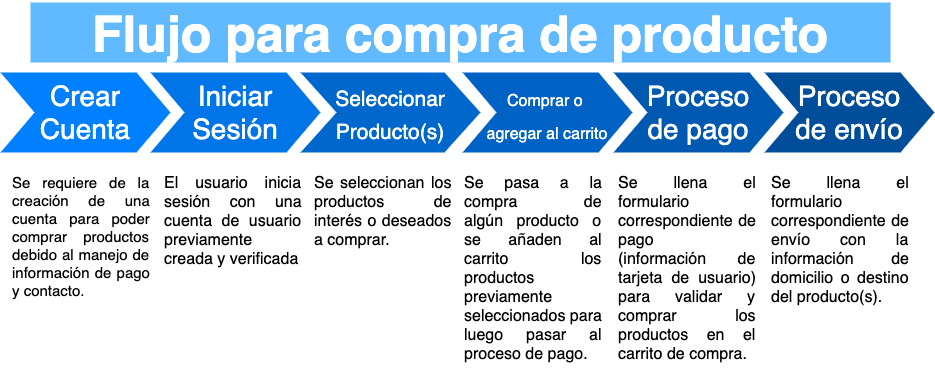 Flujo para compra de producto
Crear
Cuenta
Iniciar
Sesión
Seleccionar
Producto(s)
Comprar o
agregar al carrito
Proceso
de pago
Proceso
de envío
Se requiere de la
creación de una
cuenta para poder
comprar productos
debido al manejo de
información de pago
y contacto.
El usuario inicia
sesión con una
cuenta de usuario
previamente
creada y verificada
Se seleccionan los
productos de
interés o deseados
a comprar.
Se pasa a la
compra de
algún producto o
se añaden al
carrito los
productos
previamente
seleccionados para
luego pasar al
proceso de pago.
Se llena el
formulario
correspondiente de
pago
(información de
tarjeta de usuario)
para validar y
comprar los
productos en el
carrito de compra.
Se llena el
formulario
correspondiente de
envío con la
información de
domicilio o destino
del producto(s).